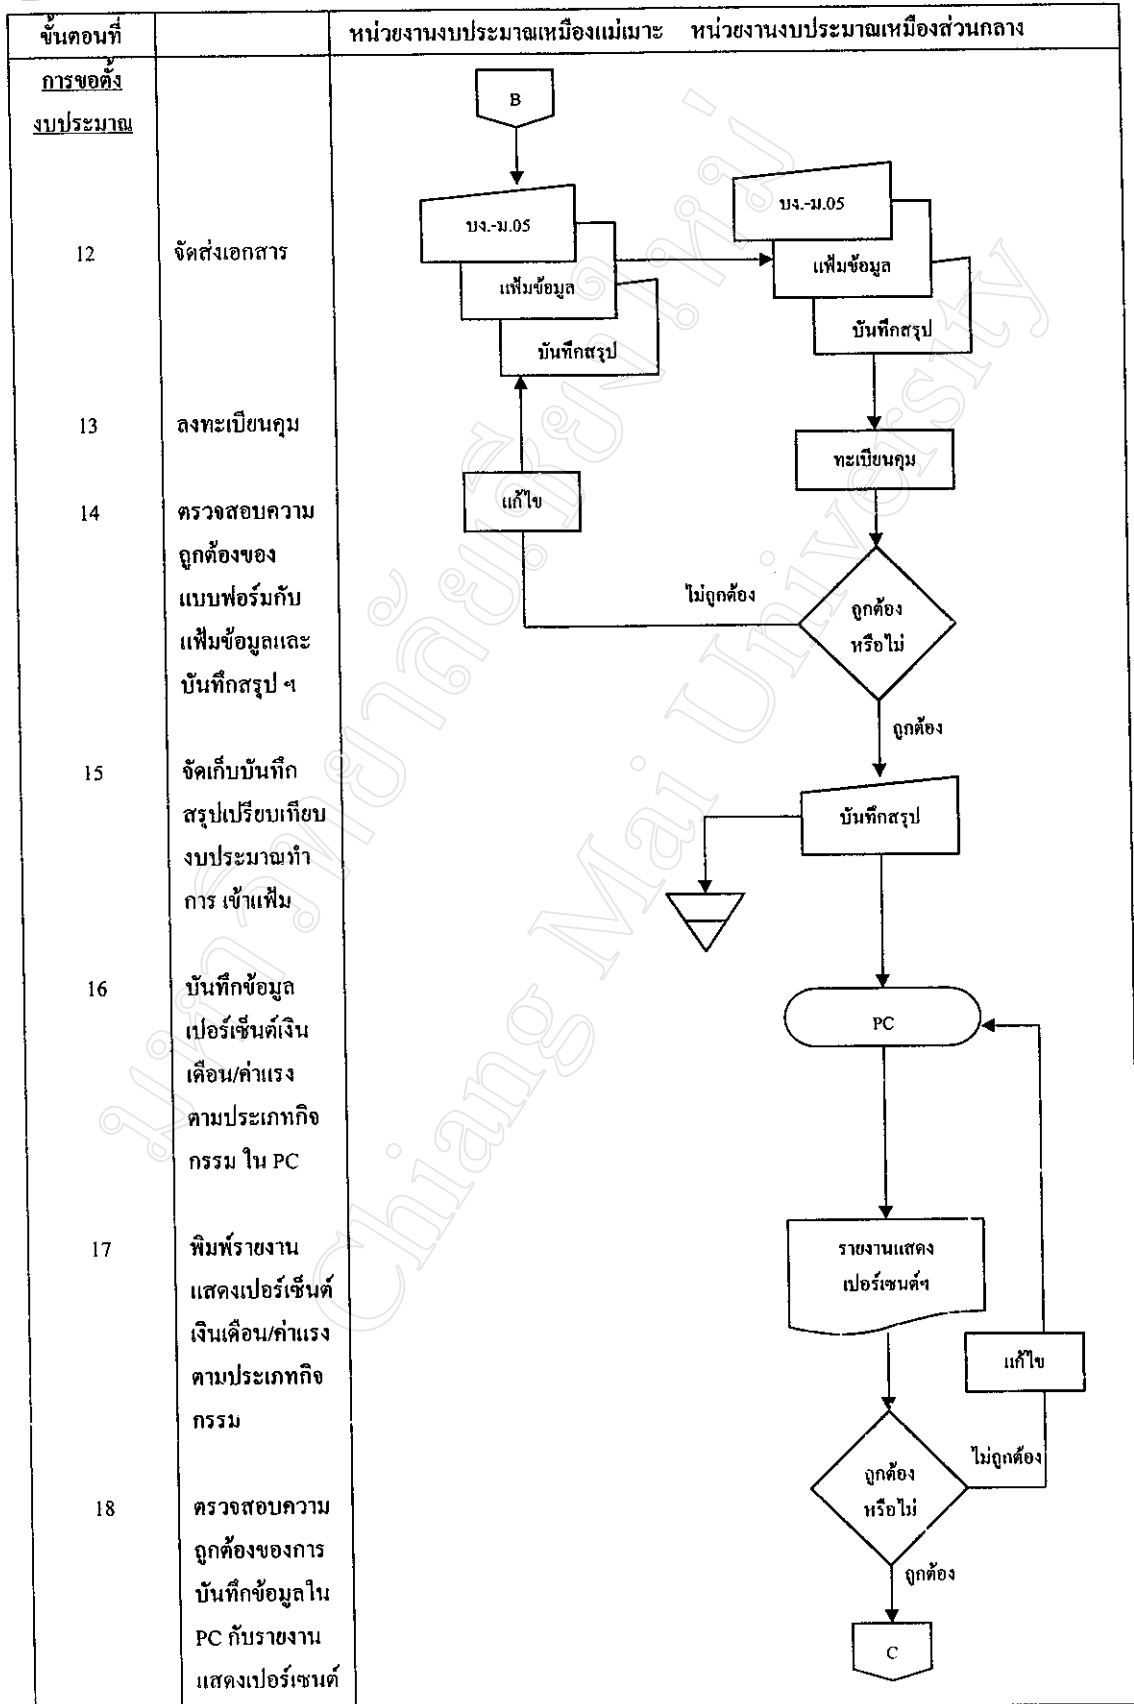 ขั้นตอนที่ หน่วยงานงบประมาณเหมืองแม่เมาะ หน่วยงานงบประมาณเหมืองส่วนกลาง
การขอตั้ง
งบประมาณ
B
บง.-ม.05
แฟ้มข้อมูล
บันทึกสรุป
บง.-ม.05
แฟ้มข้อมูล
บันทึกสรุป
12 จัดส่งเอกสาร
13 ลงทะเบียนคุม
ทะเบียนคุม
แก้ไข
14 ตรวจสอบความ
ถูกต้องของ
แบบฟอร์มกับ
แฟ้มข้อมูลและ
บันทึกสรุป ฯ
ไม่ถูกต้อง
ถูกต้อง
หรือไม่
ถูกต้อง
15 จัดเก็บบันทึก
สรุปเปรียบเทียบ
งบประมาณทำ
การ เข้าแฟ้ม
บันทึกสรุป
16 บันทึกข้อมูล
เปอร์เซ็นต์เงิน
เดือน/ค่าแรง
ตามประเภทกิจ
กรรม ใน PC
PC
17 พิมพ์รายงาน
แสดงเปอร์เซ็นต์
เงินเดือน/ค่าแรง
ตามประเภทกิจ
กรรม
รายงานแสดง
เปอร์เซนต์ฯ
แก้ไข
ไม่ถูกต้อง
ถูกต้อง
หรือไม่
ถูกต้อง
18 ตรวจสอบความ
ถูกต้องของการ
บันทึกข้อมูลใน
PC กับรายงาน
แสดงเปอร์เซนต์
C
มหาวิทยาลัยเชียงใหม่
Chiang Mai University